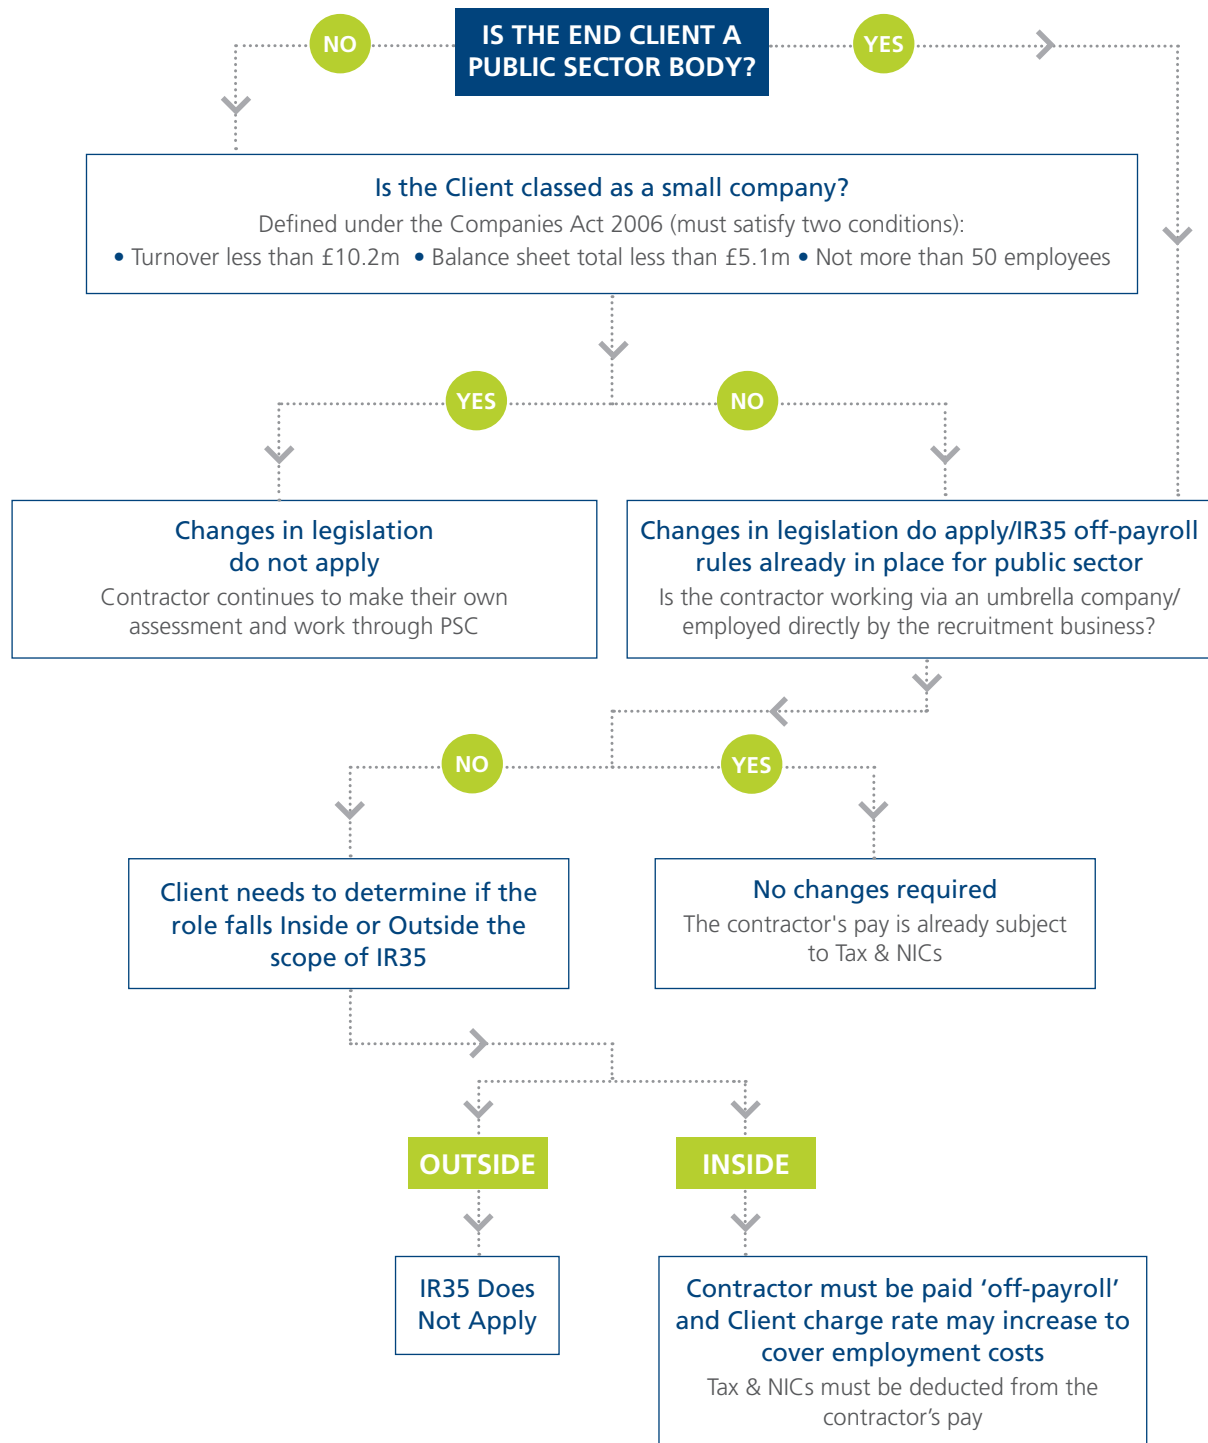 NO
IS THE END CLIENT A
PUBLIC SECTOR BODY?
YES
Is the Client classed as a small company?
Defined under the Companies Act 2006 (must satisfy two conditions):
• Turnover less than £10.2m • Balance sheet total less than £5.1m • Not more than 50 employees
YES
NO
Changes in legislation
do not apply
Contractor continues to make their own
assessment and work through PSC
Changes in legislation do apply/IR35 off-payroll
rules already in place for public sector
Is the contractor working via an umbrella company/
employed directly by the recruitment business?
NO
YES
Client needs to determine if the
role falls Inside or Outside the
scope of IR35
No changes required
The contractor's pay is already subject
to Tax & NICs
OUTSIDE
INSIDE
IR35 Does
Not Apply
Contractor must be paid ‘off-payroll’
and Client charge rate may increase to
cover employment costs
Tax & NICs must be deducted from the
contractor’s pay